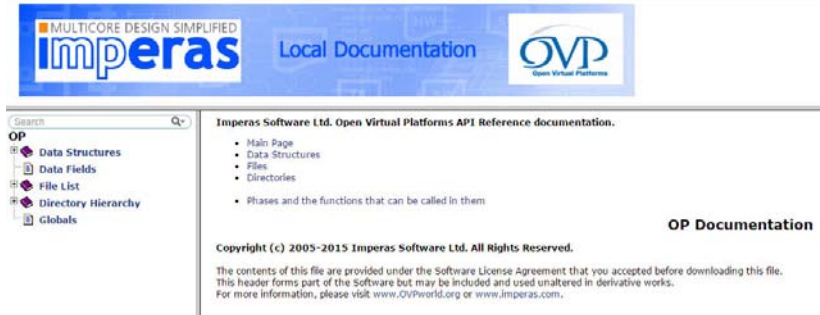 MULTICORE DESIGN SIMPLIFIED
imperas
Local Documentation
OVP
Open Virtual Platforms
Search
OP
Data Structures
Data Fields
File List
Directory Hierarchy
Globals
Imperas Software Ltd. Open Virtual Platforms API Reference documentation.
Main Page
Data Structures
Files
Directories
Phases and the functions that can be called in them
OP Documentation
Copyright (c) 2005-2015 Imperas Software Ltd. All Rights Reserved.
The contents of this file are provided under the Software License Agreement that you accepted before downloading this file.
This header forms part of the Software but may be included and used unaltered in derivative works.
For more information, please visit www.OVPworld.org or www.imperas.com.